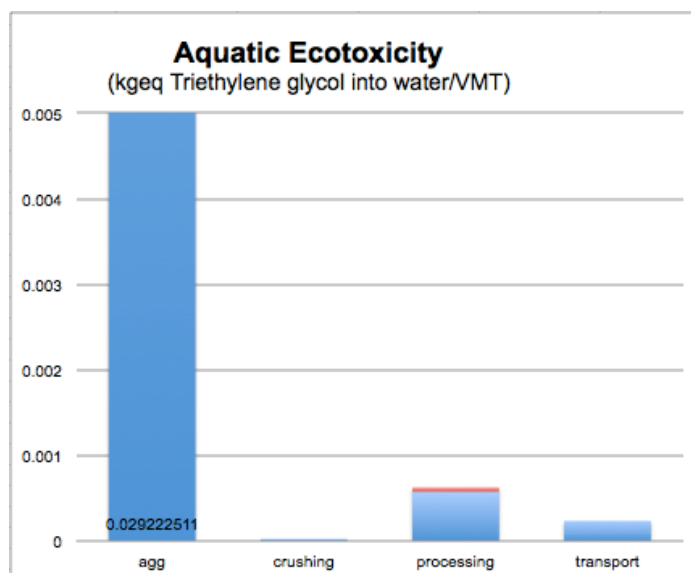 Aquatic Ecotoxicity
(kgeq Triethylene glycol into water/VMT)
0.005
0.004
0.003
0.002
0.001
0
0.029222511
agg crushing processing transport